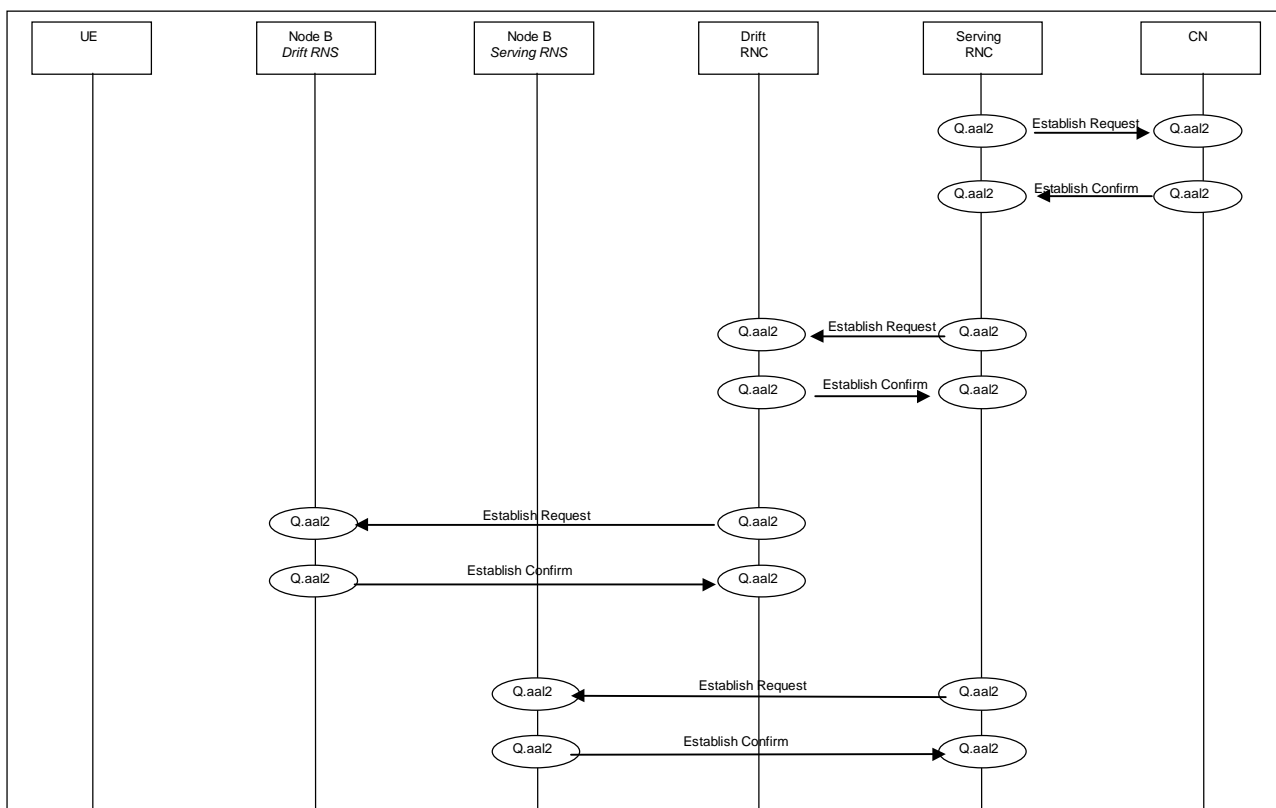 UE
Node B
Drift RNS
Node B
Serving RNS
Drift
RNC
Serving
RNC
CN
Q.aal2
Establish Request
Q.aal2
Q.aal2
Establish Confirm
Q.aal2
Q.aal2
Establish Request
Q.aal2
Q.aal2
Establish Confirm
Q.aal2
Q.aal2
Establish Request
Q.aal2
Q.aal2
Establish Confirm
Q.aal2
Q.aal2
Establish Request
Q.aal2
Q.aal2
Establish Confirm
Q.aal2